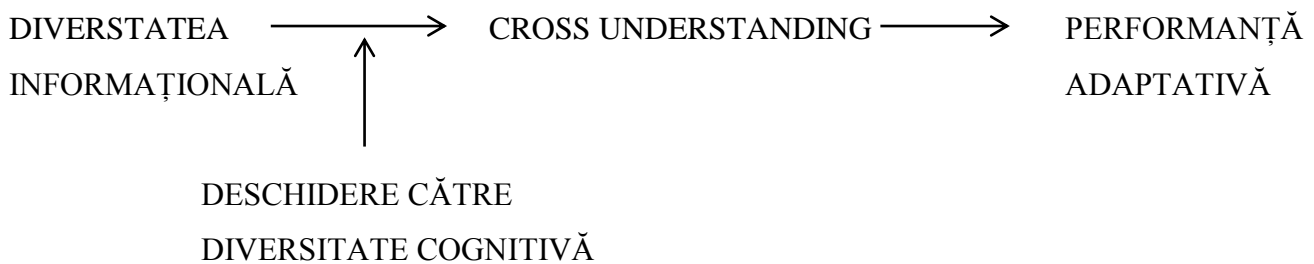 DIVERSTATEA CROSS UNDERSTANDING PERFORMANȚĂ
INFORMAȚIONALĂ ADAPTATIVĂ
DESCHIDERE CĂTRE
DIVERSITATE COGNITIVĂ